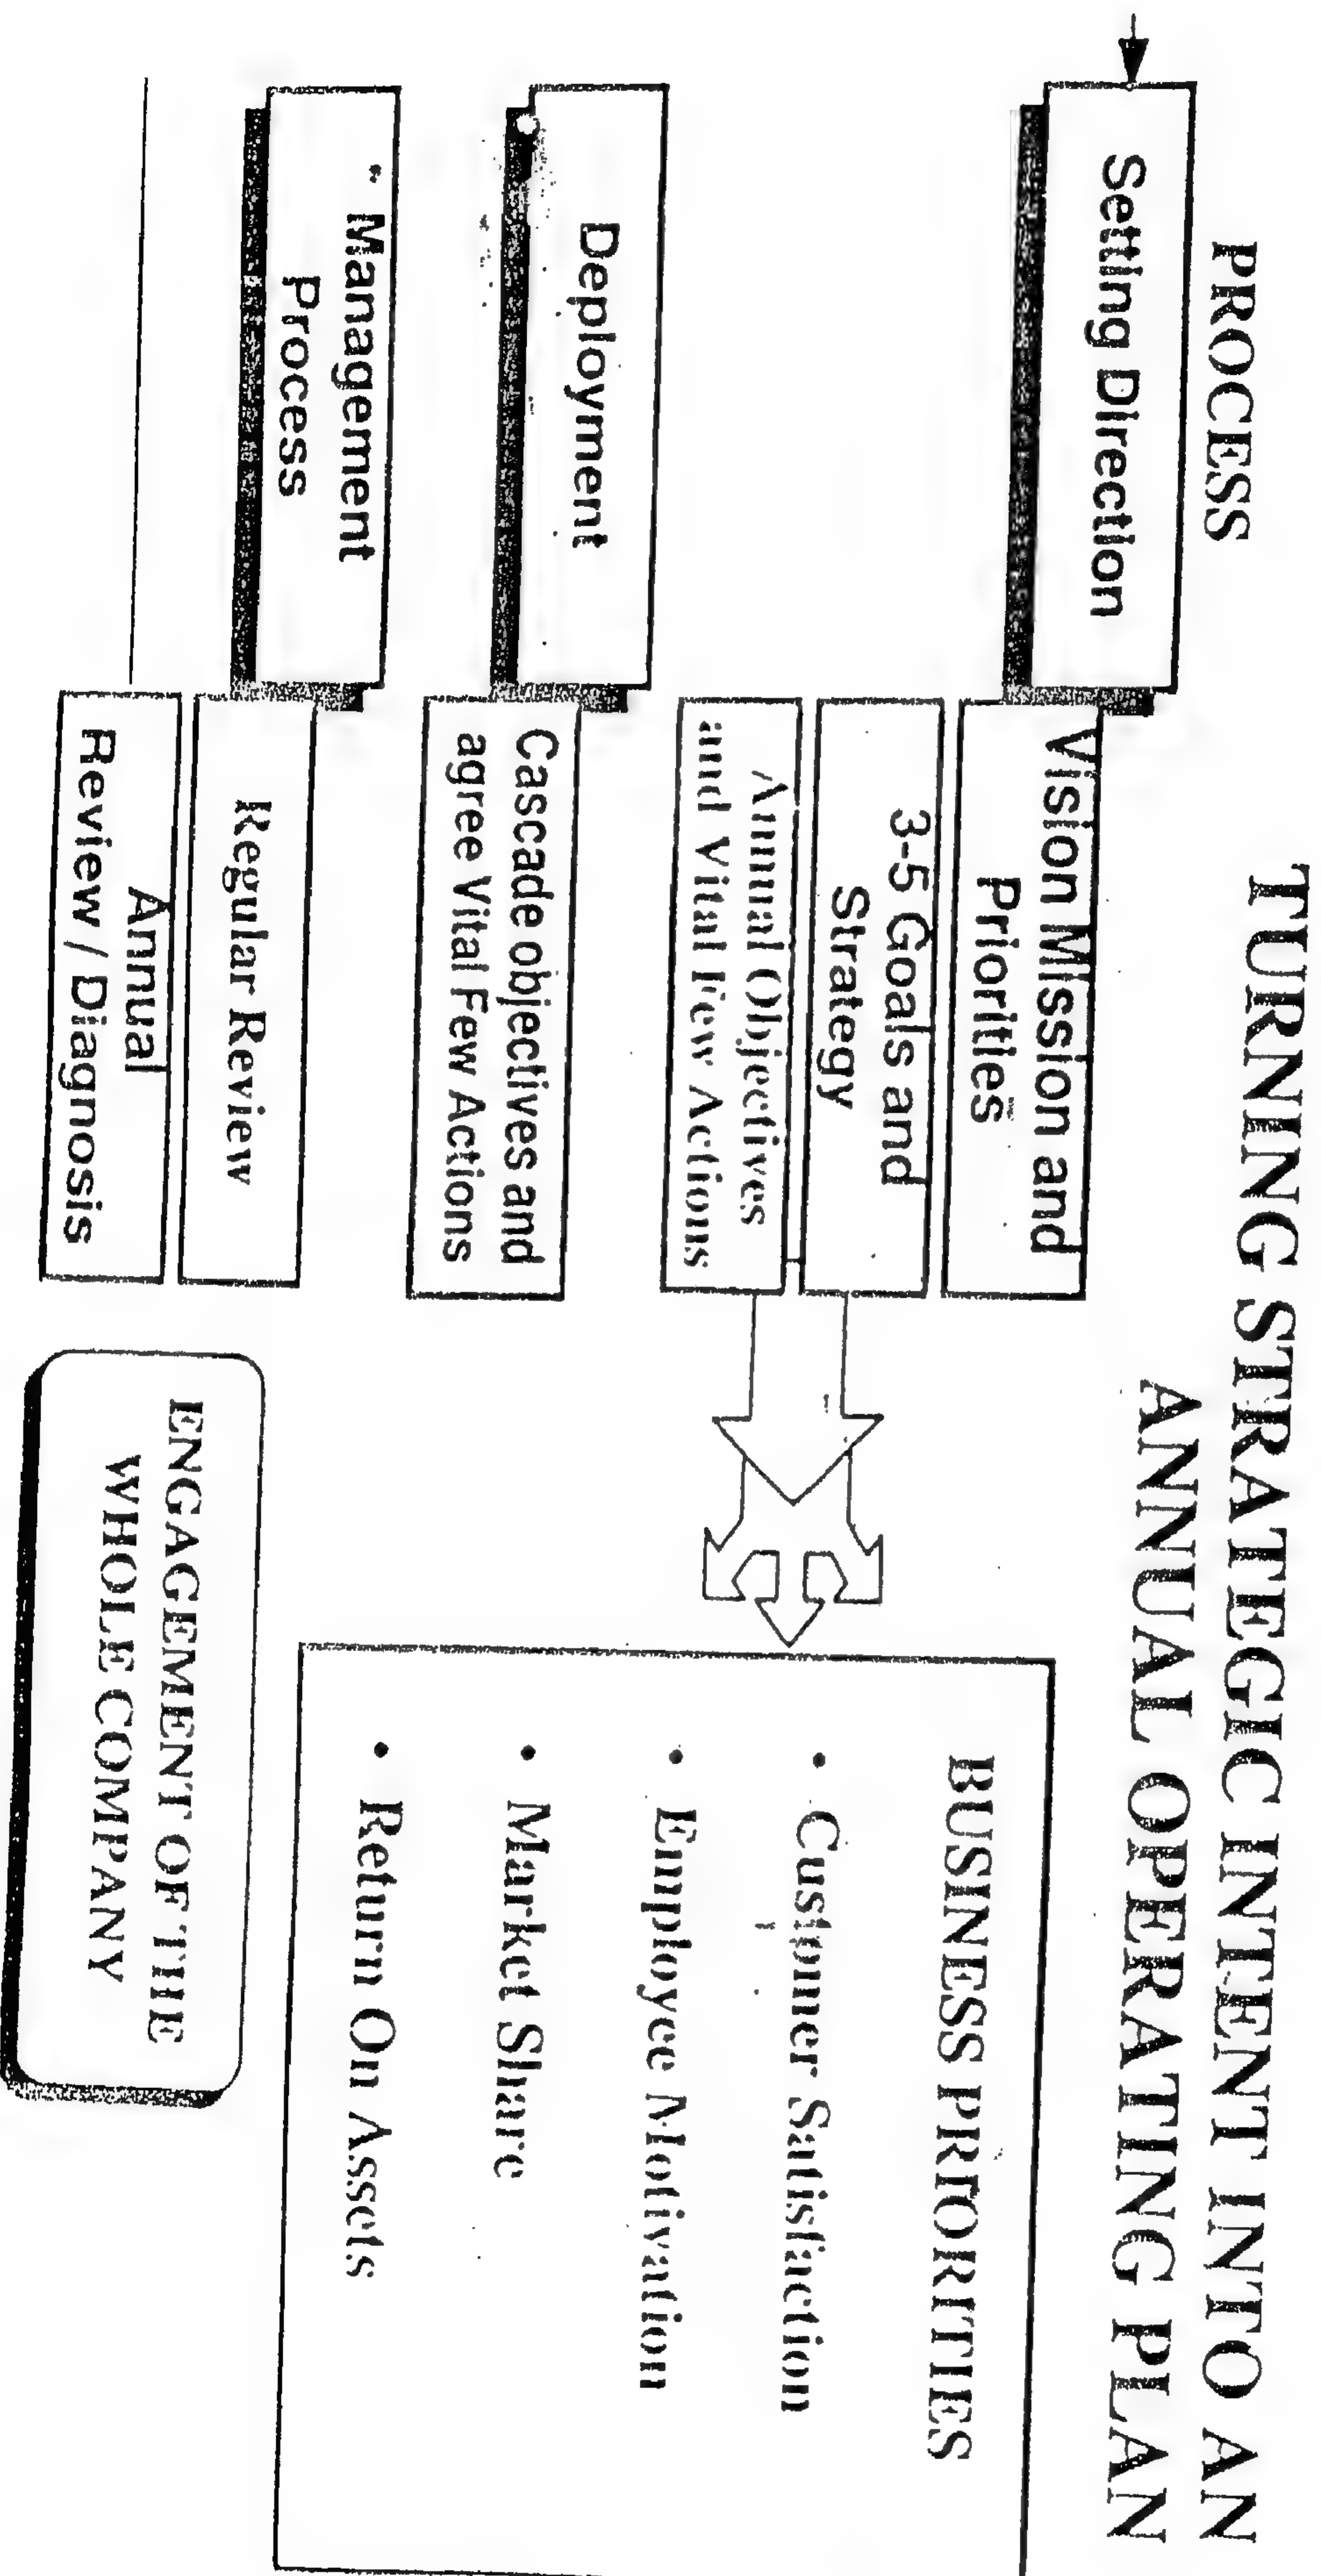 TURNING STRATEGIC INTENT INTO AN
ANNUAL OPERATING PLAN
PROCESS
Setting Direction
Vision Mission and
Priorities
3-5 Goals and
Strategy
Annual Objectives
and Vital Few Actions
Deployment
Cascade objectives and
agree Vital Few Actions
Management
Process
Regular Review
Annual
Review / Diagnosis
BUSINESS PRIORITIES
• Customer Satisfaction
• Employee Motivation
• Market Share
• Return On Assets
ENGAGEMENT OF THE
WHOLE COMPANY